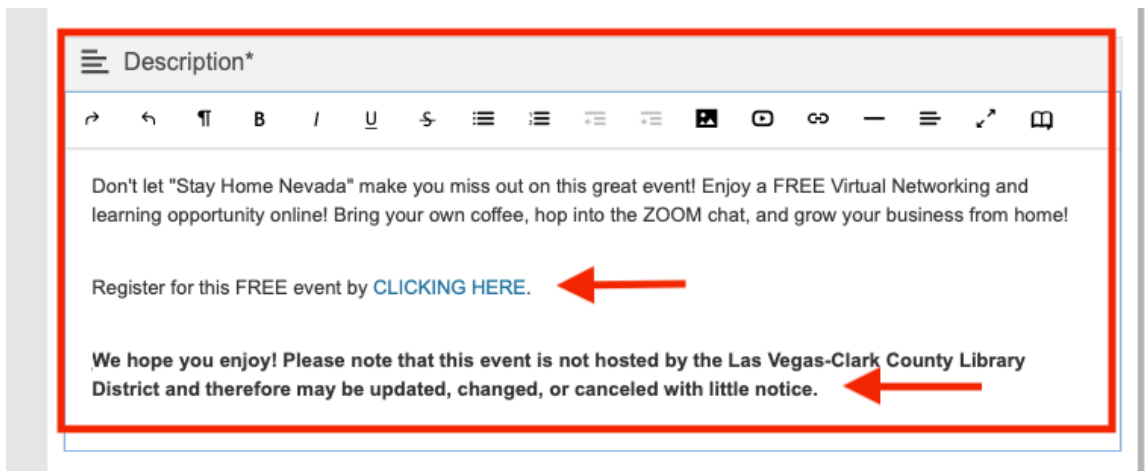 Description*
¶ B I U S
Don't let "Stay Home Nevada" make you miss out on this great event! Enjoy a FREE Virtual Networking and
learning opportunity online! Bring your own coffee, hop into the ZOOM chat, and grow your business from home!
Register for this FREE event by CLICKING HERE.
We hope you enjoy! Please note that this event is not hosted by the Las Vegas-Clark County Library
District and therefore may be updated, changed, or canceled with little notice.